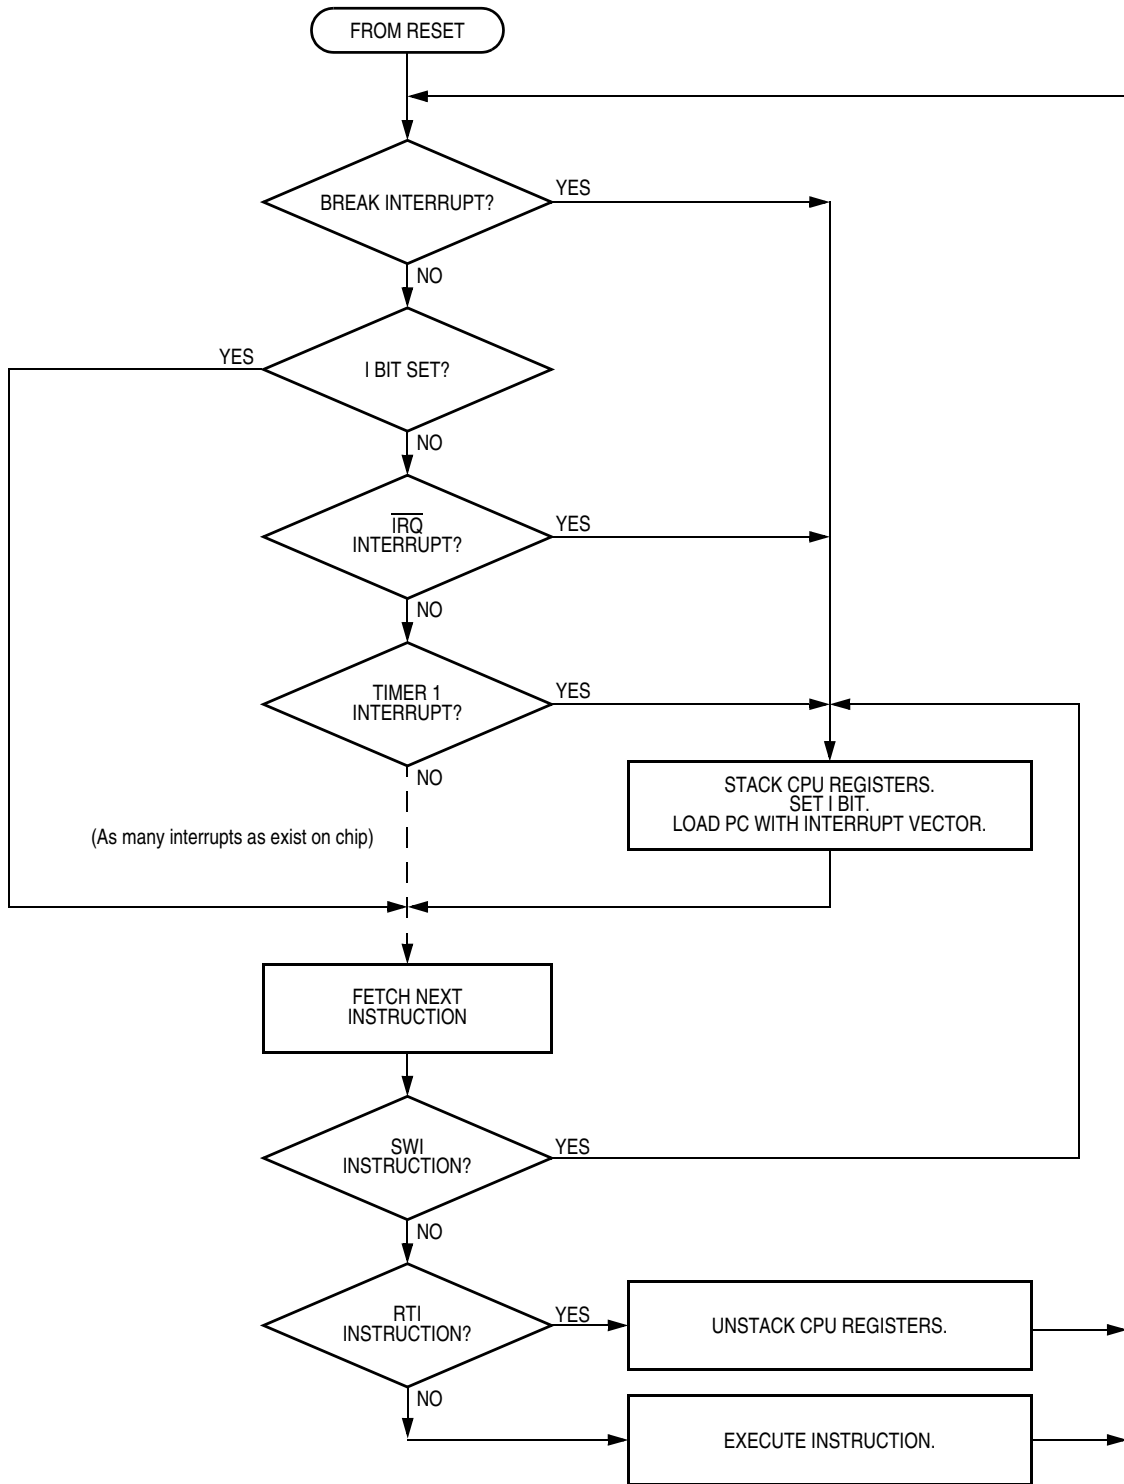 FROM RESET
BREAK INTERRUPT?
YES
NO
YES
I BIT SET?
NO
IRQ
INTERRUPT?
YES
NO
TIMER 1
INTERRUPT?
YES
NO
STACK CPU REGISTERS.
SET I BIT.
LOAD PC WITH INTERRUPT VECTOR.
(As many interrupts as exist on chip)
FETCH NEXT
INSTRUCTION
SWI
INSTRUCTION?
YES
NO
RTI
INSTRUCTION?
YES
UNSTACK CPU REGISTERS.
NO
EXECUTE INSTRUCTION.